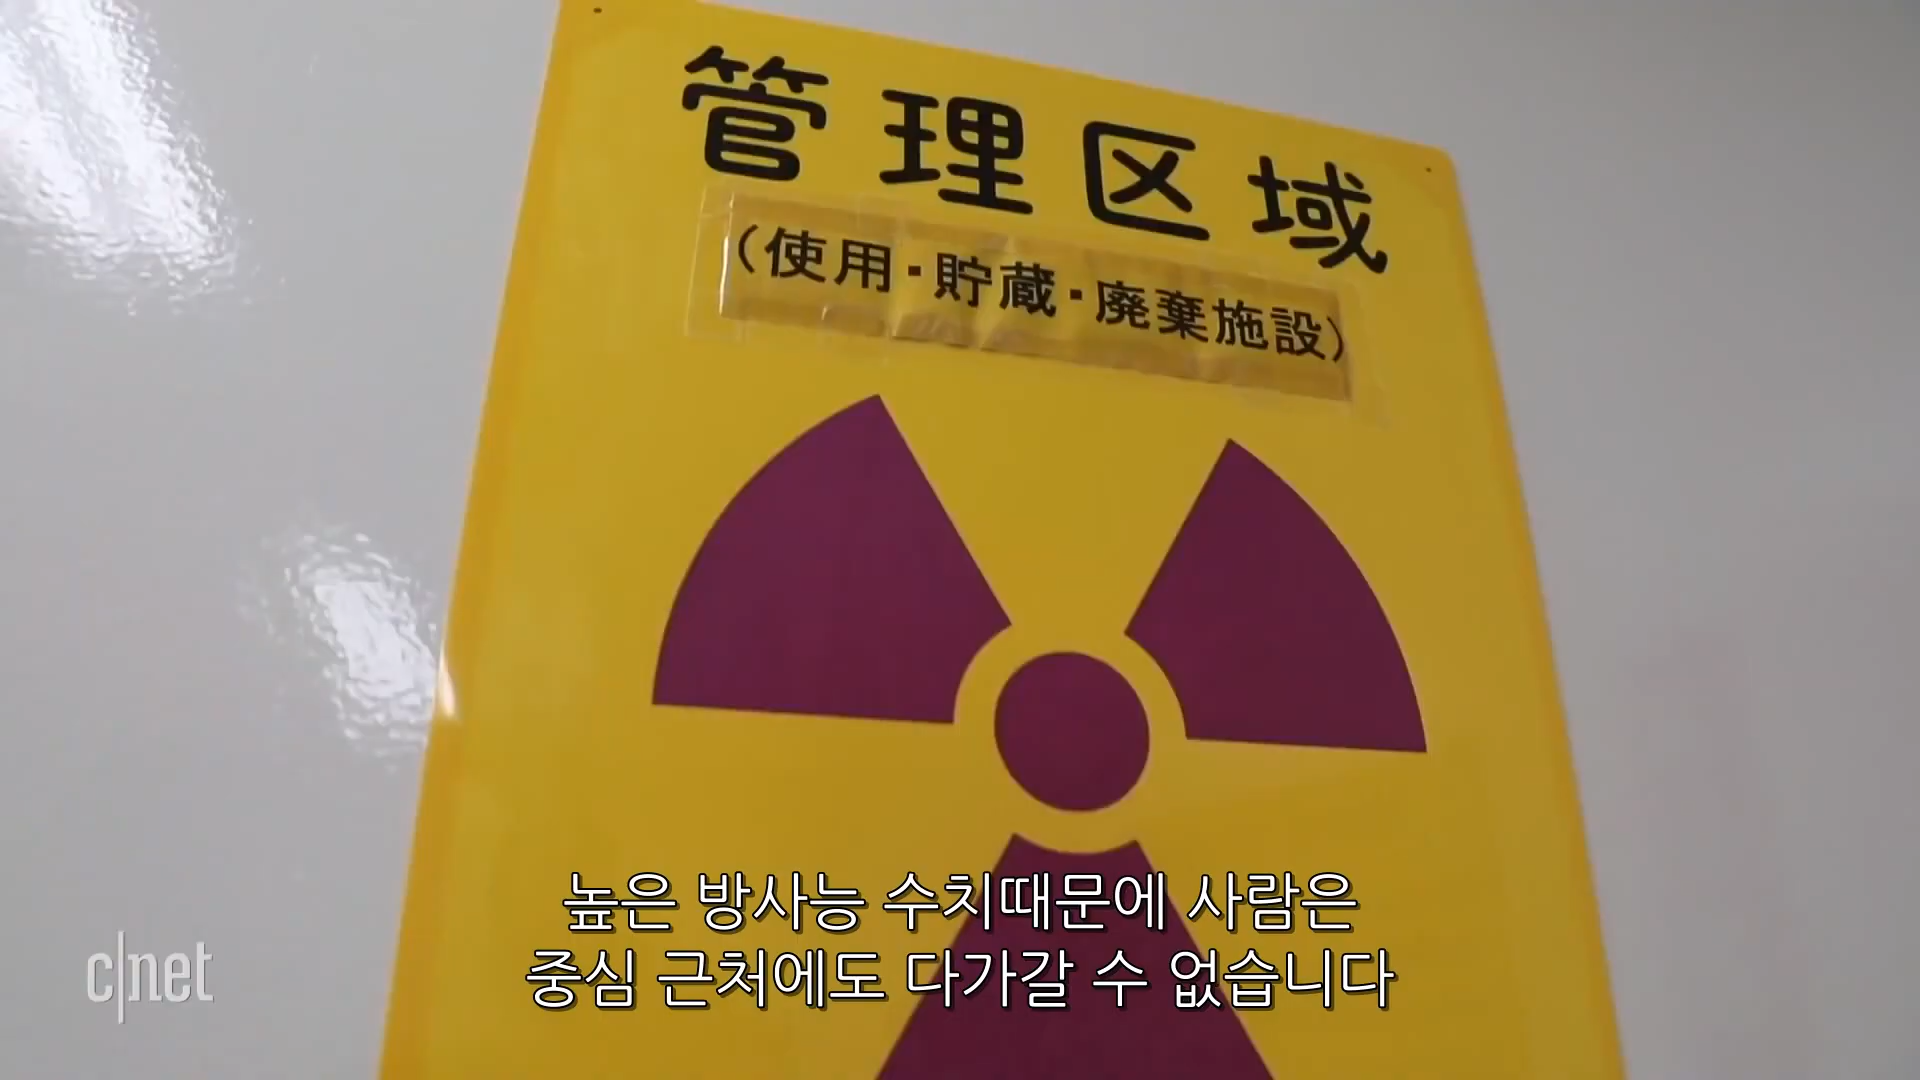 管理区域
（使用・貯蔵・廃棄施設）
높은 방사능 수치때문에 사람은
중심 근처에도 다가갈 수 없습니다
c|net